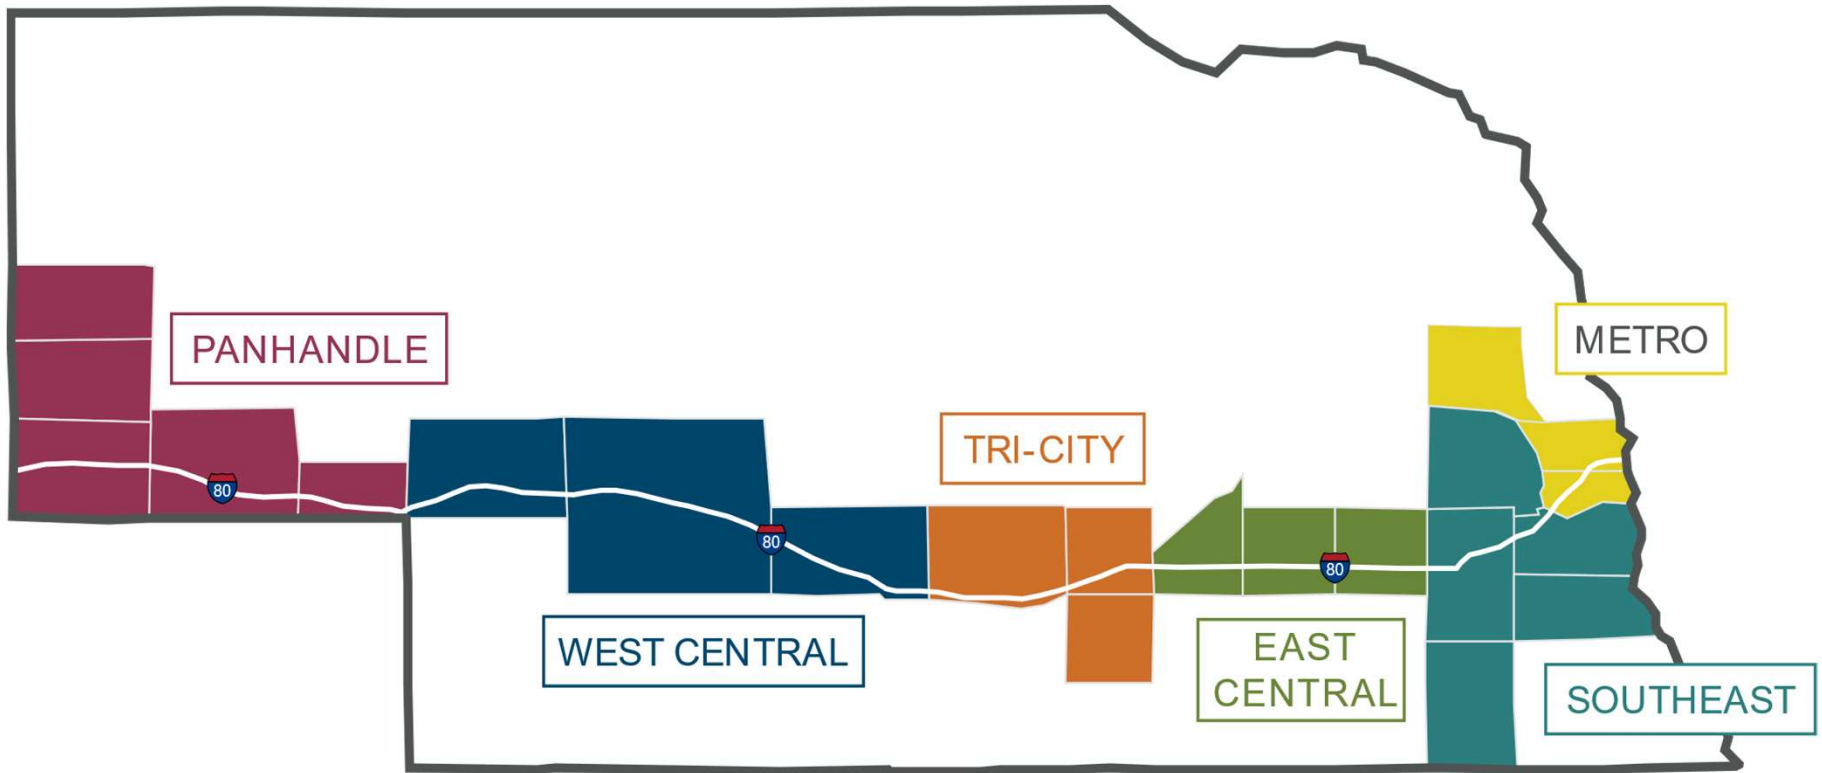 METRO
PANHANDLE
TRI-CITY
80
80
80
WEST CENTRAL
EAST
CENTRAL
SOUTHEAST